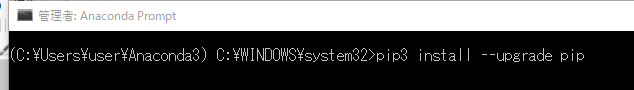 管理者: Anaconda Prompt
(C:¥Users¥user¥Anaconda3) C:¥WINDOWS¥system32>pip3 install --upgrade pip